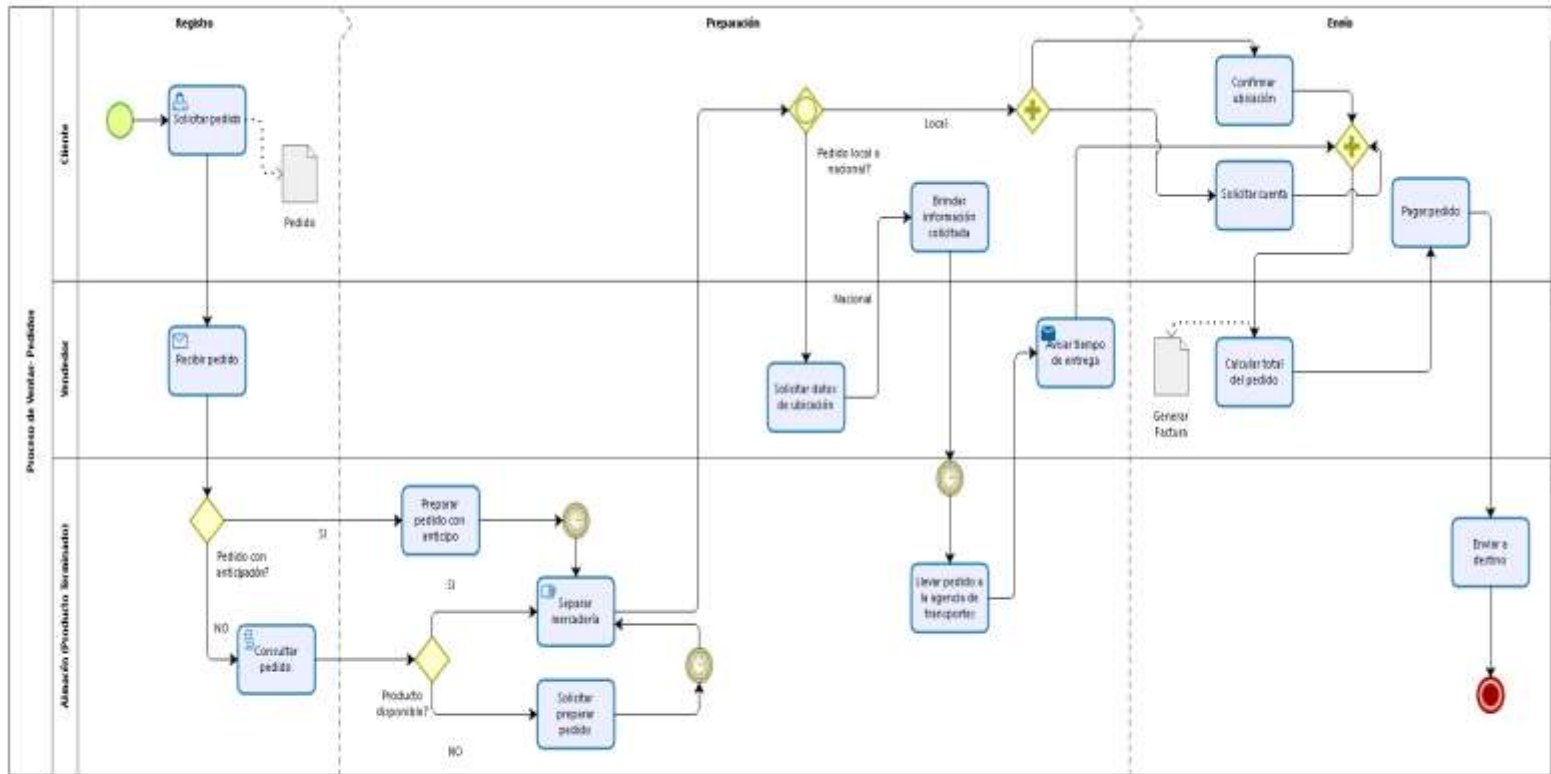 Registro
Preparación
Envío
Proceso de Ventas- Pedidos
Cliente
Solicitar pedido
Pedido
Local
Pedido local o
nacional?
Brindar
información
solicitada
Confirmar
ubicación
Solicitar cuenta
Pagar pedido
Vendedor
Recibir pedido
Nacional
Solicitar datos
de ubicación
Avisar tiempo
de entrega
Generar
Factura
Calcular total
del pedido
Almacén (Producto Terminado)
Pedido con
anticipación?
SI
NO
Preparar
pedido con
anticipo
Consultar
pedido
Producto
disponible?
SI
NO
Separar
mercadería
Solicitar
preparar
pedido
Llevar pedido a
la agencia de
transportes
Enviar a
destino